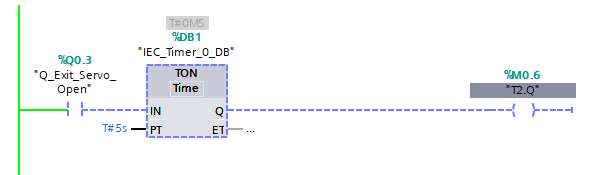 T#0MS
%DB1
"IEC_Timer_0_DB"
%Q0.3
"Q_Exit_Servo_
Open"
TON
Time
IN
Q
T#5s
PT
ET
...
%M0.6
"T2.Q"